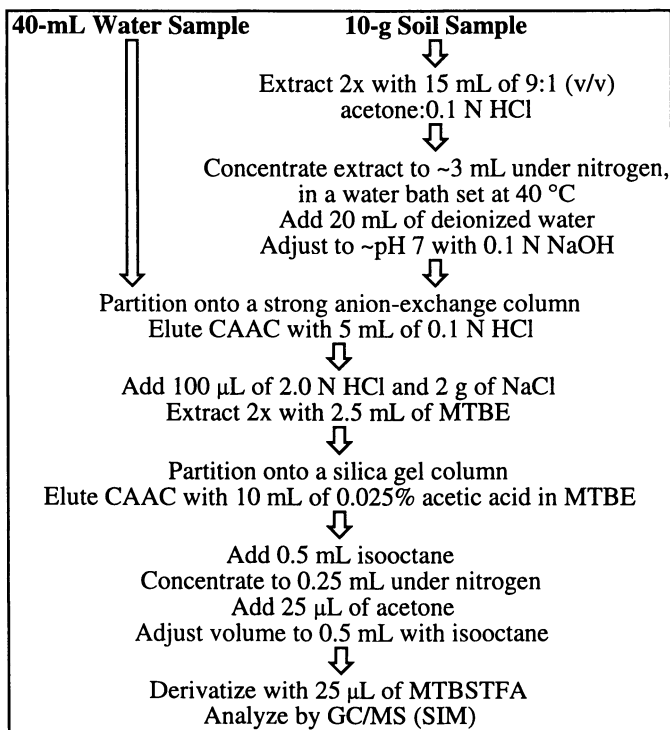 40-mL Water Sample 10-g Soil Sample
Extract 2x with 15 mL of 9:1 (v/v)
acetone:0.1 N HCl
Concentrate extract to ~3 mL under nitrogen,
in a water bath set at 40 °C
Add 20 mL of deionized water
Adjust to ~pH 7 with 0.1 N NaOH
Partition onto a strong anion-exchange column
Elute CAAC with 5 mL of 0.1 N HCl
Add 100 μL of 2.0 N HCl and 2 g of NaCl
Extract 2x with 2.5 mL of MTBE
Partition onto a silica gel column
Elute CAAC with 10 mL of 0.025% acetic acid in MTBE
Add 0.5 mL isooctane
Concentrate to 0.25 mL under nitrogen
Add 25 μL of acetone
Adjust volume to 0.5 mL with isooctane
Derivatize with 25 μL of MTBSTFA
Analyze by GC/MS (SIM)